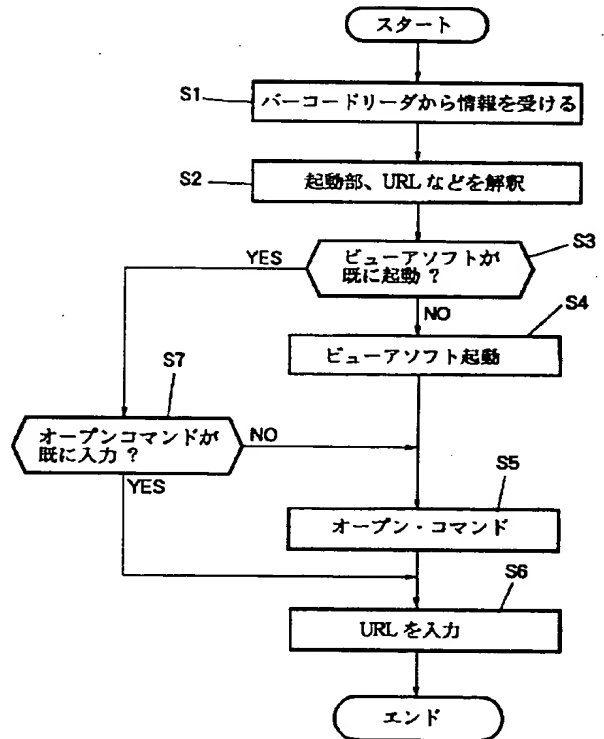 スタート
S1
バーコードリーダから情報を受ける
S2
起動部、URLなどを解釈
S3
ビューアソフトが
既に起動？
YES
NO
S4
ビューアソフト起動
S7
オープンコマンドが
既に入力？
NO
YES
S5
オープン・コマンド
S6
URLを入力
エンド